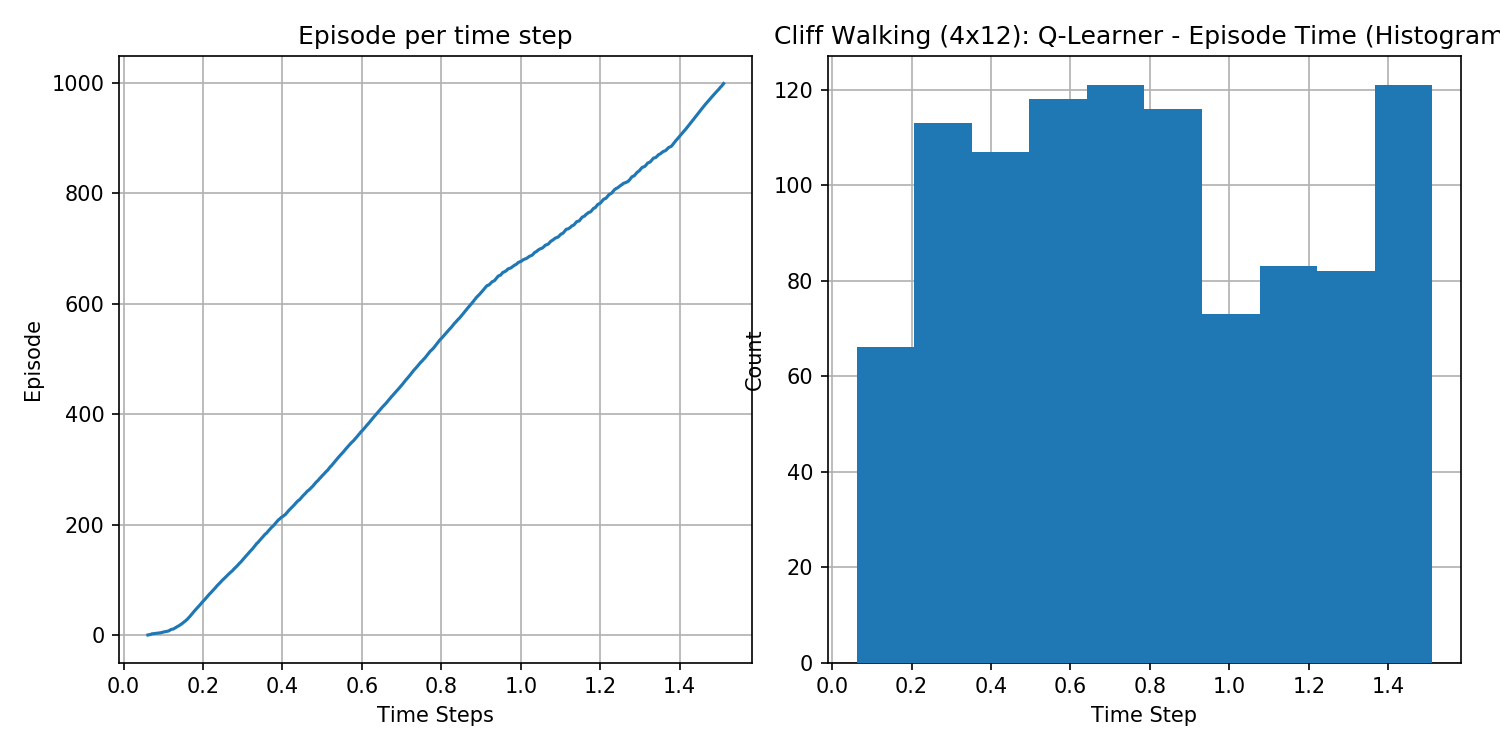 Episode per time step
1000
800
600
400
200
0
Episode
0.0 0.2 0.4 0.6 0.8 1.0 1.2 1.4
Time Steps
Cliff Walking (4x12): Q-Learner - Episode Time (Histogram
120
100
80
60
40
20
0
Count
0.0 0.2 0.4 0.6 0.8 1.0 1.2 1.4
Time Step